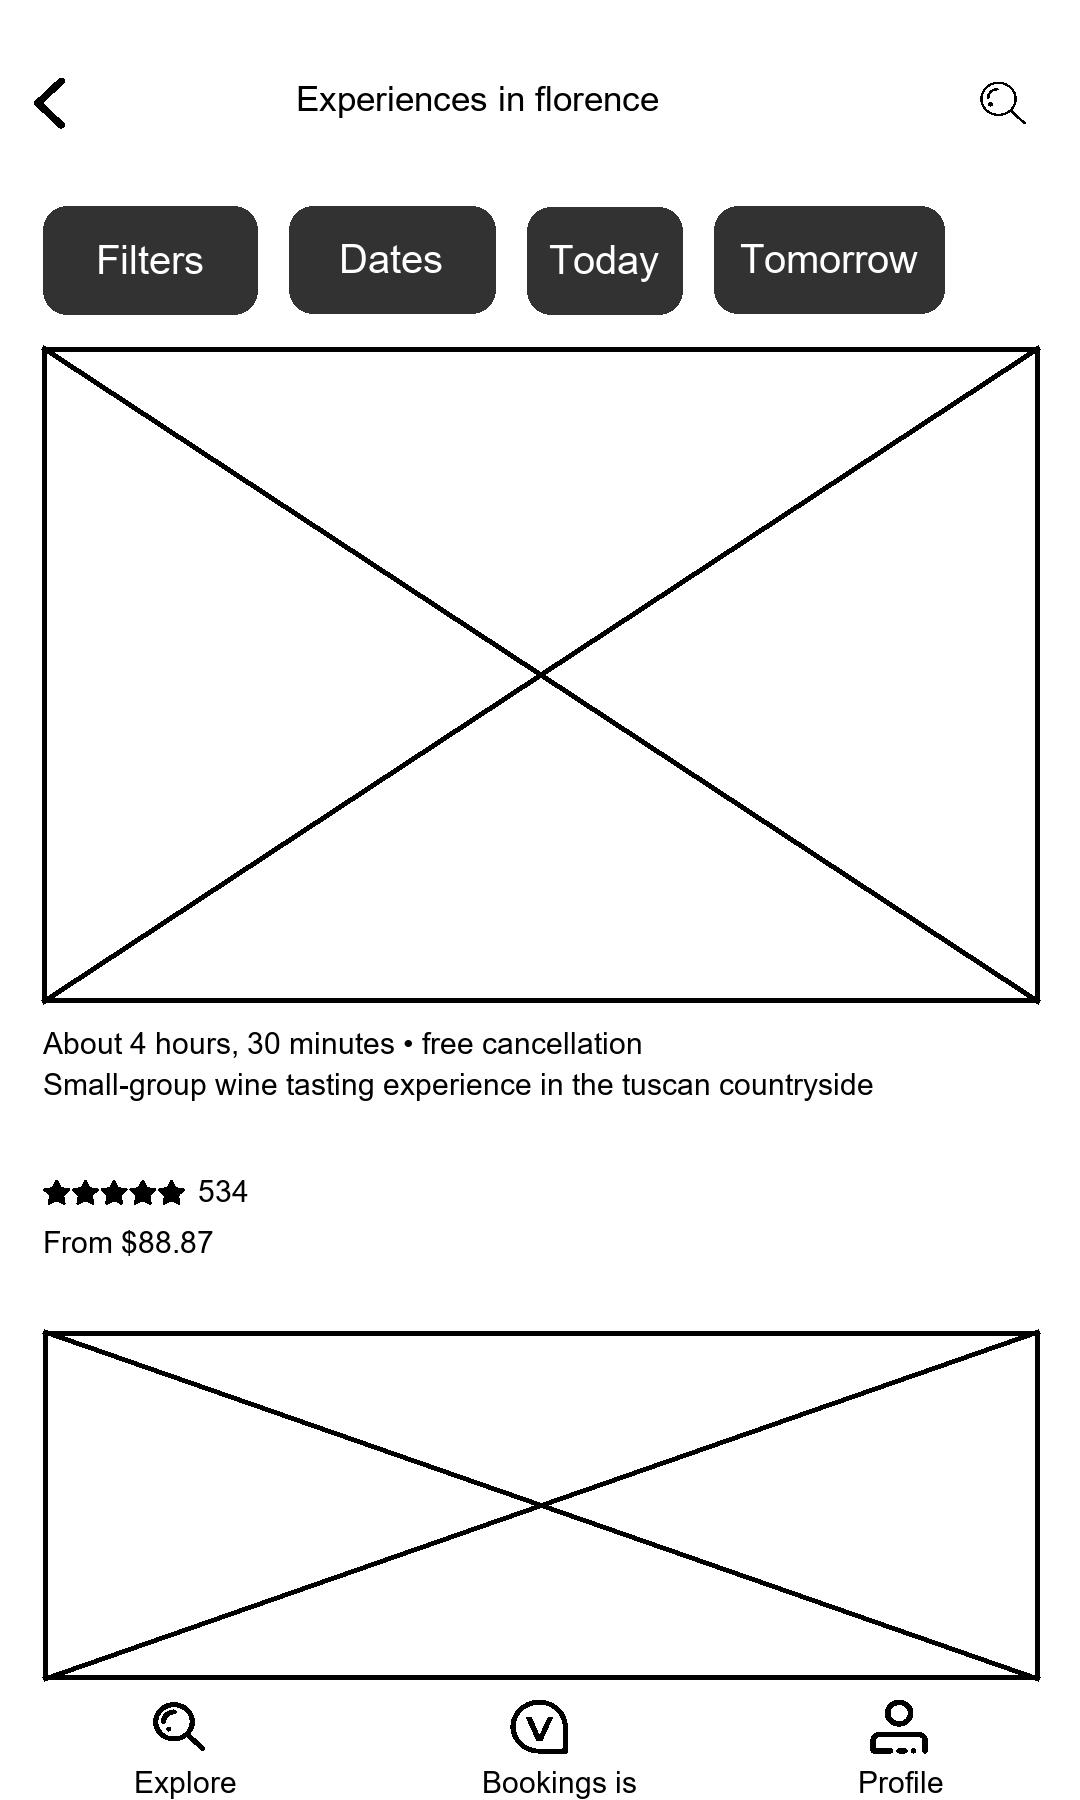 Experiences in florence
Filters Dates Today Tomorrow
About 4 hours, 30 minutes • free cancellation
Small-group wine tasting experience in the tuscan countryside
534
From $88.87
V
Explore Bookings is Profile